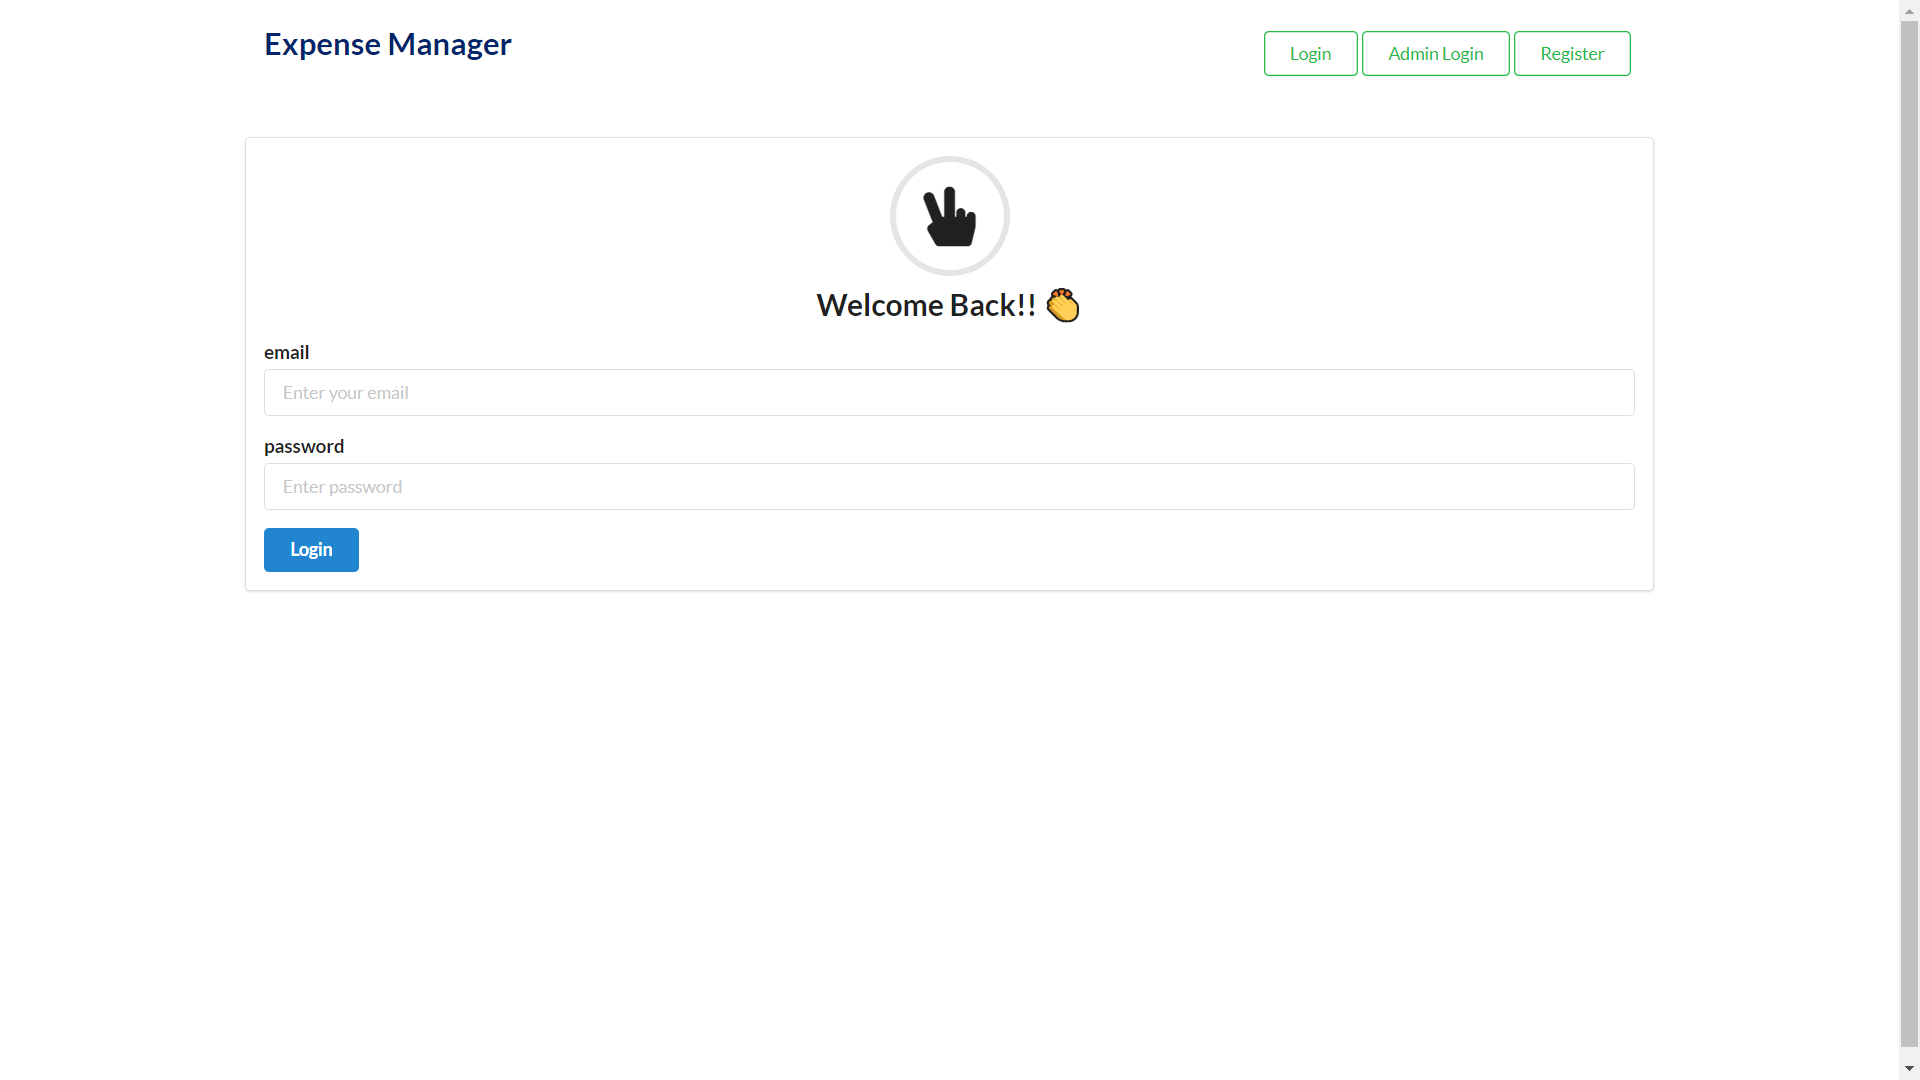 Expense Manager
Login
Admin Login
Register
Welcome Back!! 👏
email
Enter your email
password
Enter password
Login